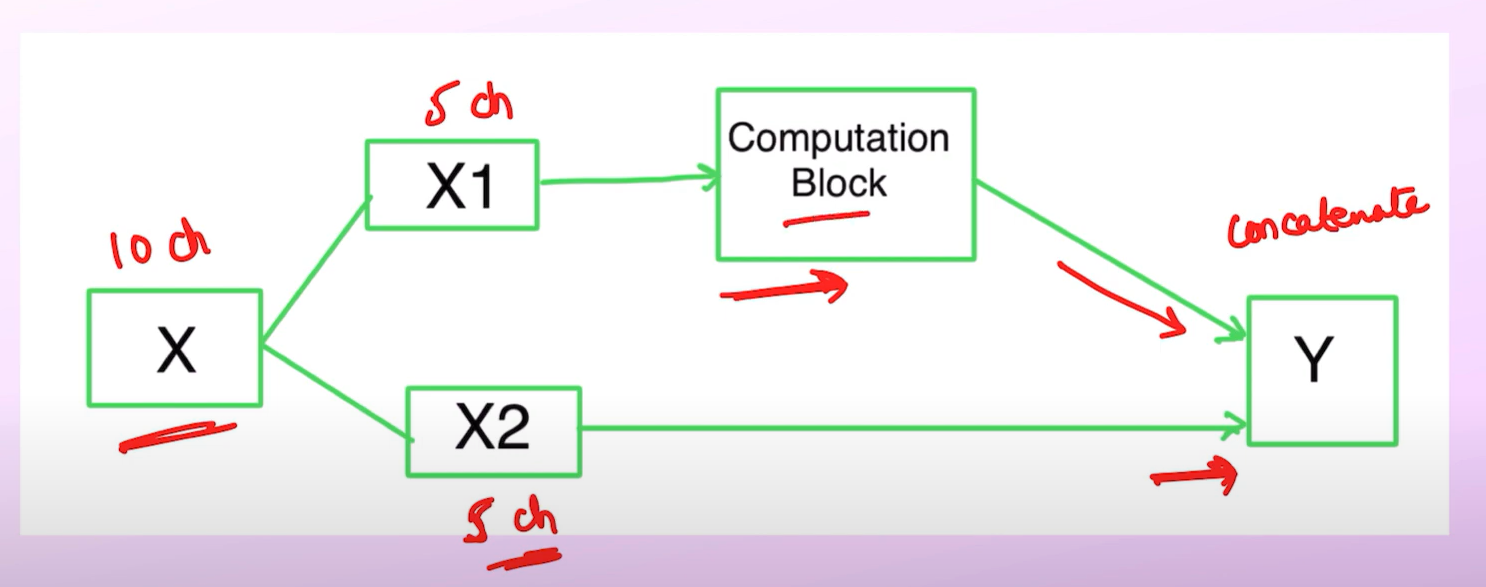 5 ch
X1
Computation
Block
concatenate
10 ch
X
Y
X2
5 ch